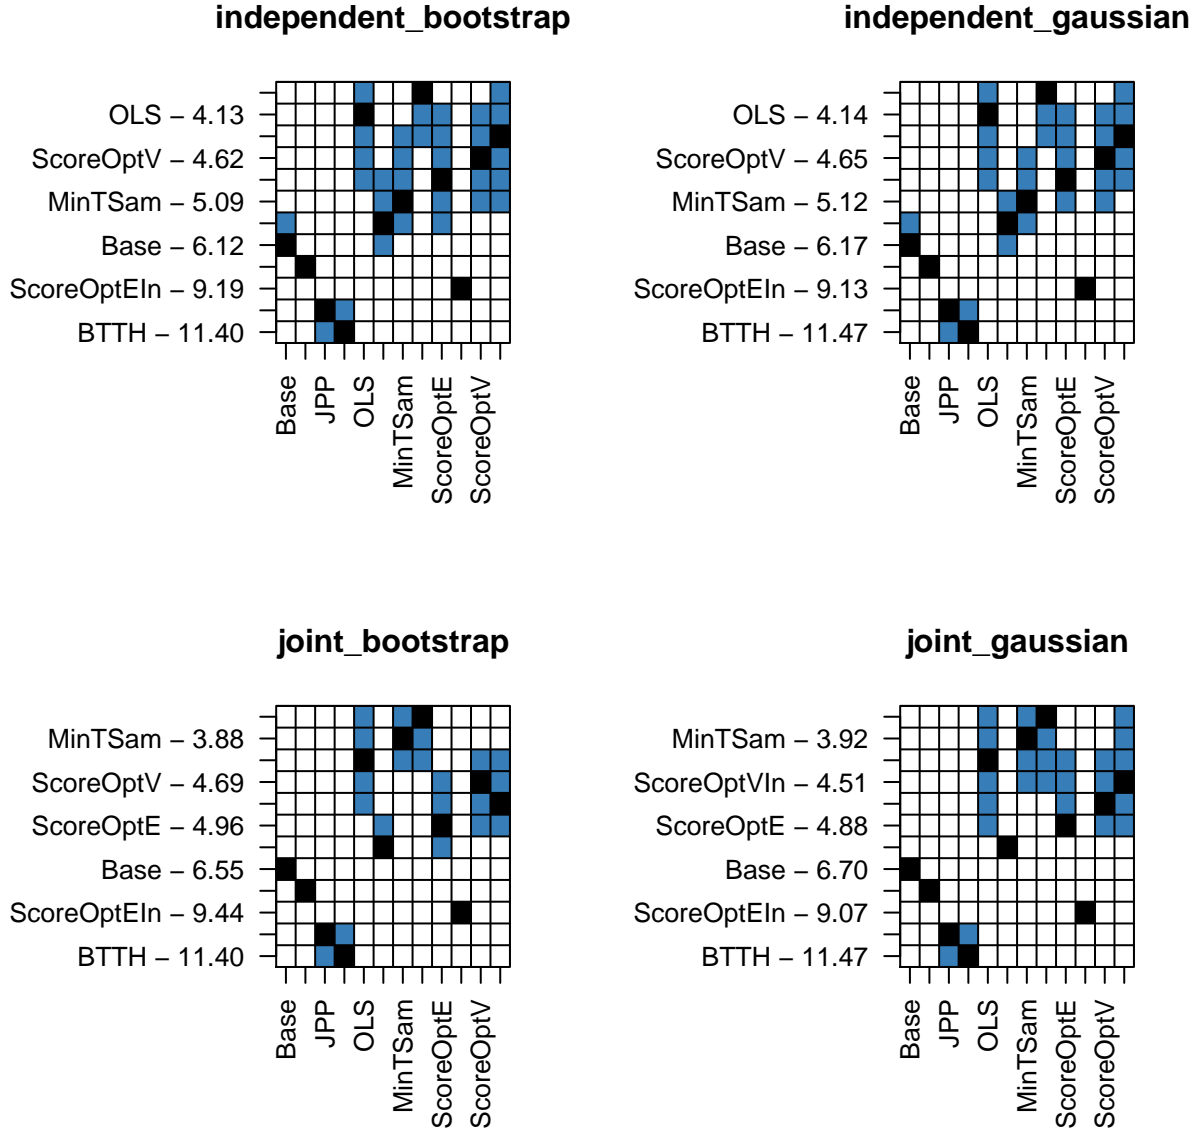 independent_bootstrap
OLS − 4.13
ScoreOptV − 4.62
MinTSam − 5.09
Base − 6.12
ScoreOptEIn − 9.19
BTTH − 11.40
Base
JPP
OLS
MinTSam
ScoreOptE
ScoreOptV
independent_gaussian
OLS − 4.14
ScoreOptV − 4.65
MinTSam − 5.12
Base − 6.17
ScoreOptEIn − 9.13
BTTH − 11.47
Base
JPP
OLS
MinTSam
ScoreOptE
ScoreOptV
joint_bootstrap
MinTSam − 3.88
ScoreOptV − 4.69
ScoreOptE − 4.96
Base − 6.55
ScoreOptEIn − 9.44
BTTH − 11.40
Base
JPP
OLS
MinTSam
ScoreOptE
ScoreOptV
joint_gaussian
MinTSam − 3.92
ScoreOptVIn − 4.51
ScoreOptE − 4.88
Base − 6.70
ScoreOptEIn − 9.07
BTTH − 11.47
Base
JPP
OLS
MinTSam
ScoreOptE
ScoreOptV